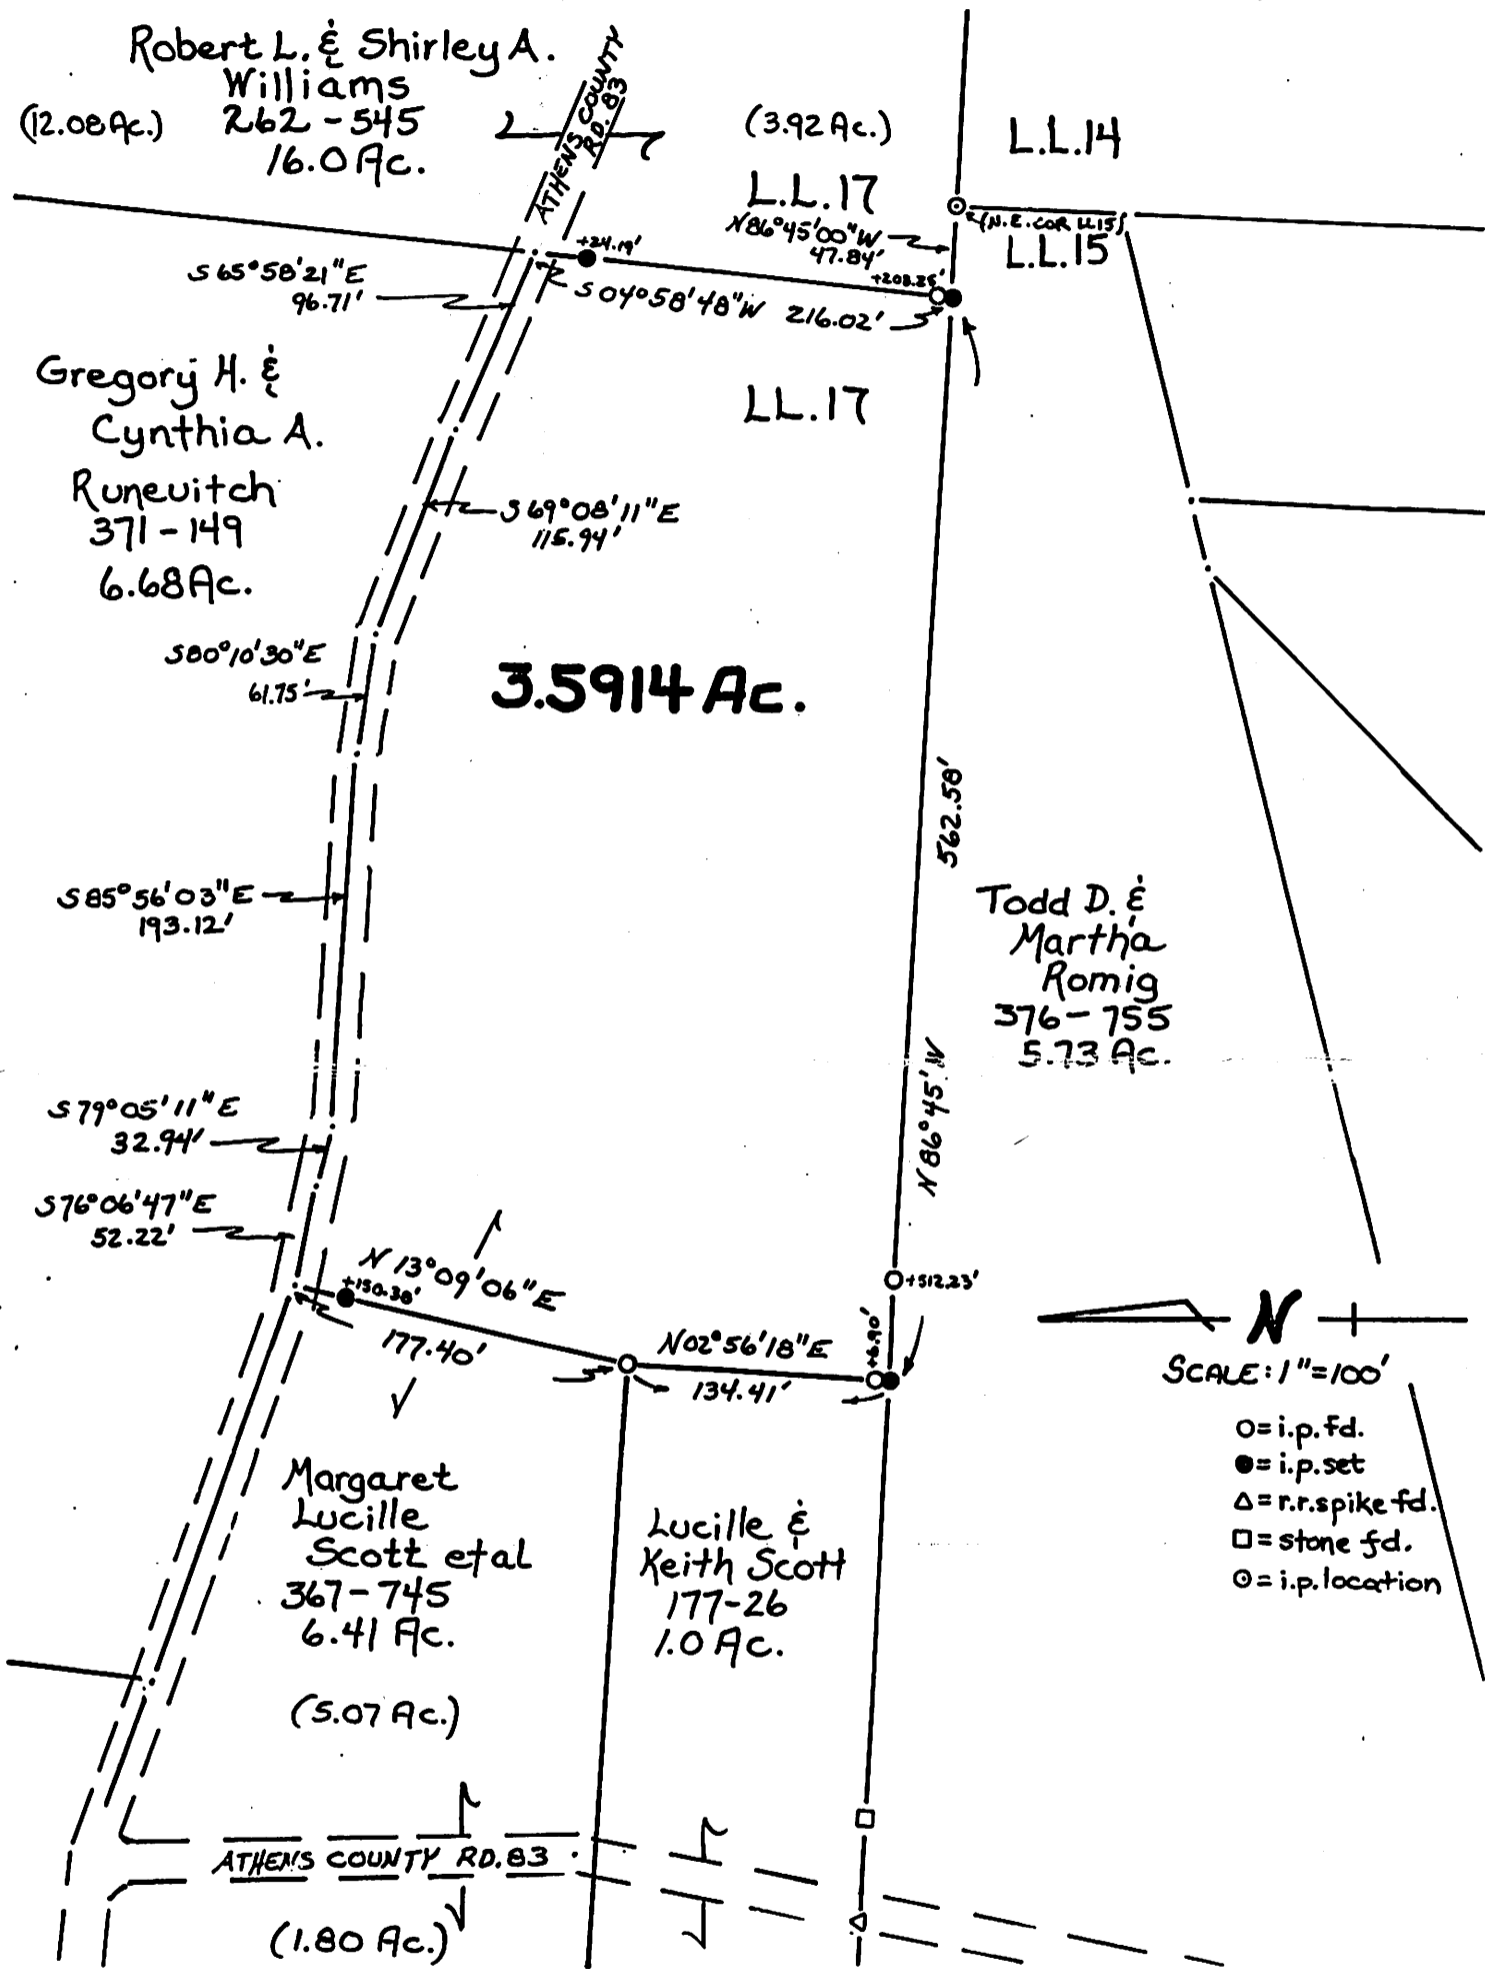 Robert L. & Shirley A.
Williams
(12.08 Ac.)
262-545
16.0 Ac.
ATHENS COUNTY
RD. 83
(3.92 Ac.)
L.L.14
L.L.17
N86°45'00"W
47.84'
(N.E. COR LL15)
L.L.15
+24.19'
+208.25'
S65°58'21"E
96.71'
S04°58'48"W 216.02'
Gregory H. &
Cynthia A.
Runevitch
371-149
6.68 Ac.
LL.17
S69°08'11"E
115.94'
S80°10'30"E
61.75'
3.5914 Ac.
562.58'
S85°56'03"E
193.12'
Todd D. &
Martha
Romig
376-755
5.73 Ac.
N86°45'W
S79°05'11"E
32.94'
S76°06'47"E
52.22'
N13°09'06"E
+150.38'
177.40'
N02°56'18"E
134.41'
+6.90'
+512.23'
N
SCALE: 1"=100'
O=i.p. fd.
●=i.p. set
△=r.r. spike fd.
□=stone fd.
⊙=i.p. location
Margaret
Lucille
Scott etal
367-745
6.41 Ac.
(5.07 Ac.)
Lucille &
Keith Scott
177-26
1.0 Ac.
ATHENS COUNTY RD. 83
(1.80 Ac.)